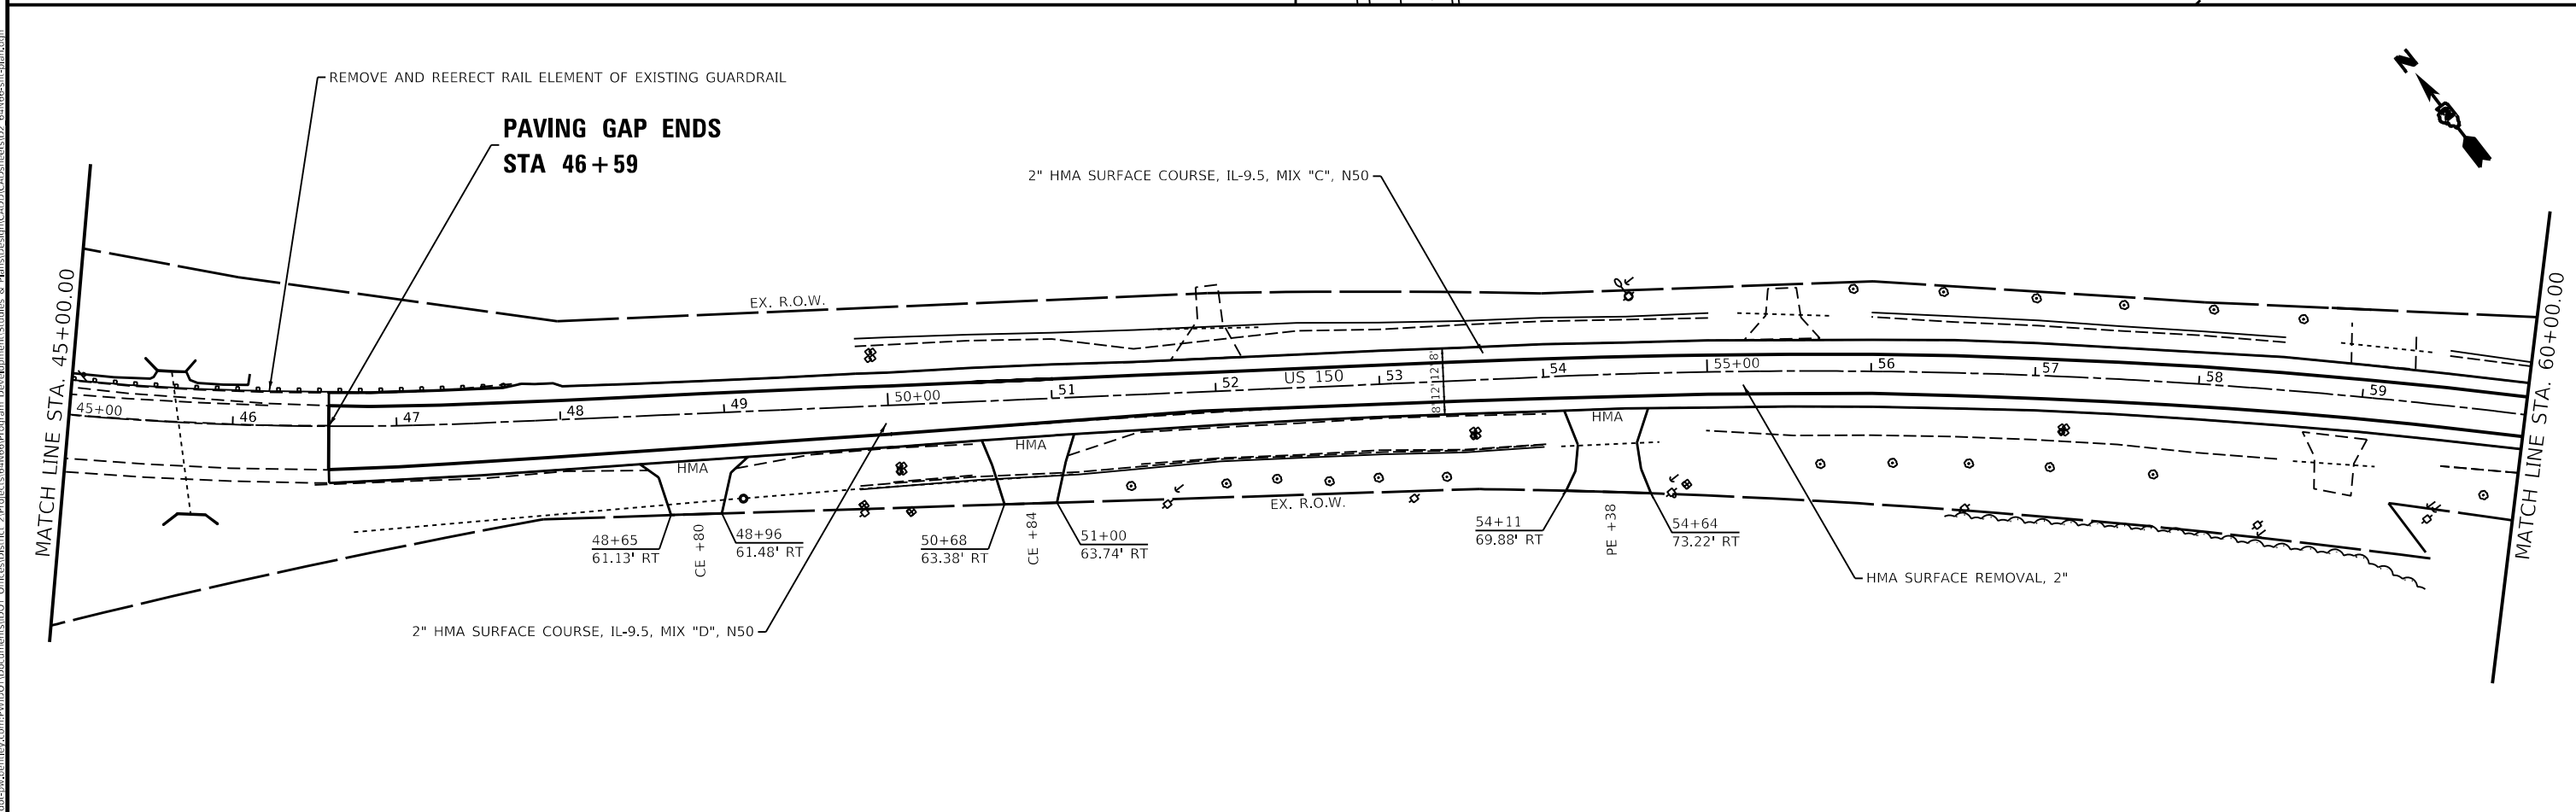 N
REMOVE AND REERECT RAIL ELEMENT OF EXISTING GUARDRAIL
PAVING GAP ENDS
STA 46+59
2" HMA SURFACE COURSE, IL-9.5, MIX "C", N50
MATCH LINE STA. 45+00.00
EX. R.O.W.
45+00
46
47
48
49
50+00
51
52
US 150
53
8' 12' 12' 8'
54
55+00
56
57
58
59
MATCH LINE STA. 60+00.00
HMA
HMA
HMA
EX. R.O.W.
48+65
61.13' RT
CE +80
48+96
61.48' RT
50+68
63.38' RT
CE +84
51+00
63.74' RT
54+11
69.88' RT
PE +38
54+64
73.22' RT
HMA SURFACE REMOVAL, 2"
2" HMA SURFACE COURSE, IL-9.5, MIX "D", N50